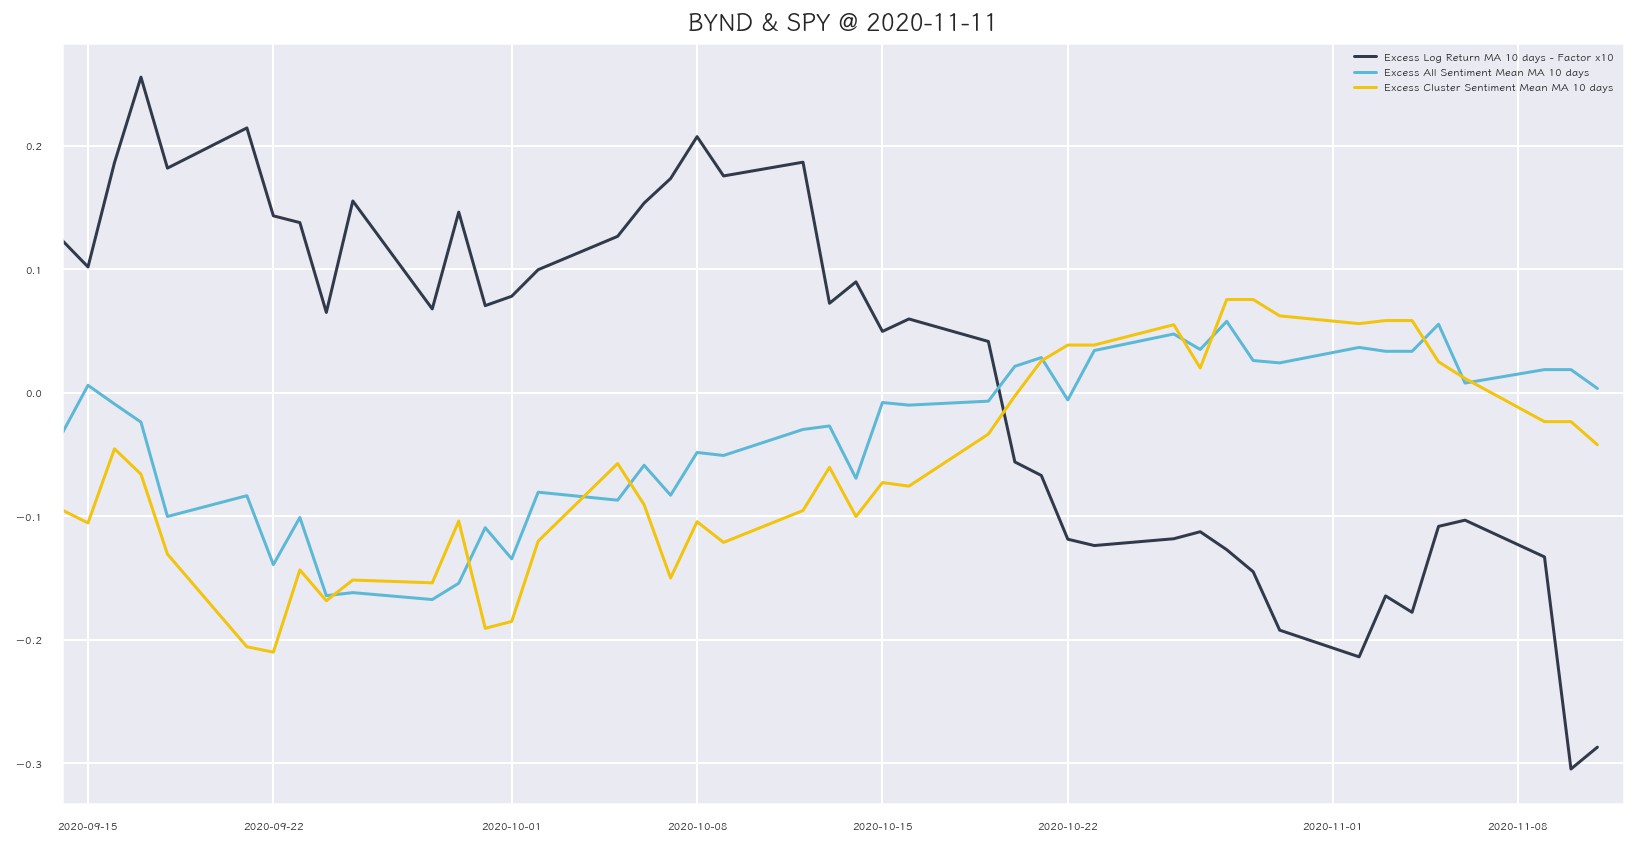 BYND & SPY @ 2020-11-11
Excess Log Return MA 10 days - Factor x10
Excess All Sentiment Mean MA 10 days
Excess Cluster Sentiment Mean MA 10 days
0.2
0.1
0.0
−0.1
−0.2
−0.3
2020-09-15 2020-09-22 2020-10-01 2020-10-08 2020-10-15 2020-10-22 2020-11-01 2020-11-08